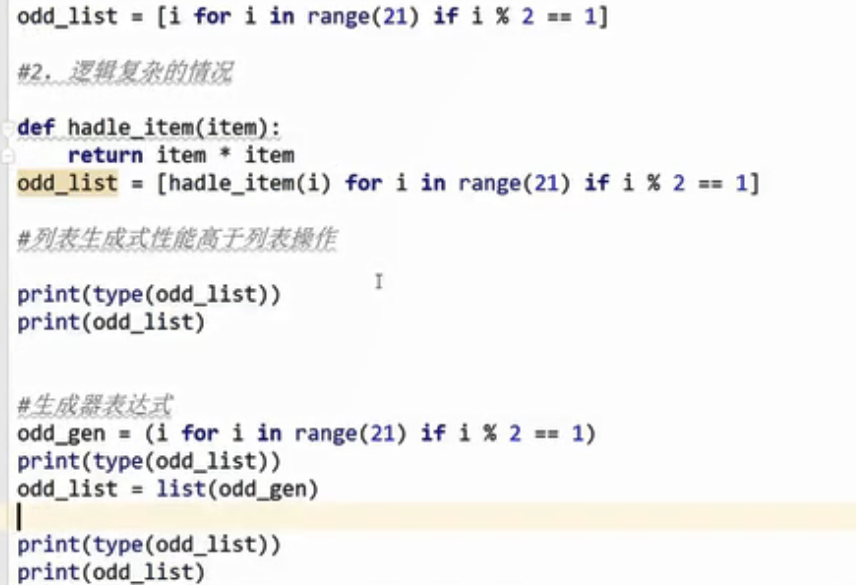 odd_list = [i for i in range(21) if i % 2 == 1]
#2. 逻辑复杂的情况
def hadle_item(item):
return item * item
odd_list = [hadle_item(i) for i in range(21) if i % 2 == 1]
#列表生成式性能高于列表操作
print(type(odd_list))
print(odd_list)
#生成器表达式
odd_gen = (i for i in range(21) if i % 2 == 1)
print(type(odd_list))
odd_list = list(odd_gen)
print(type(odd_list))
print(odd_list)